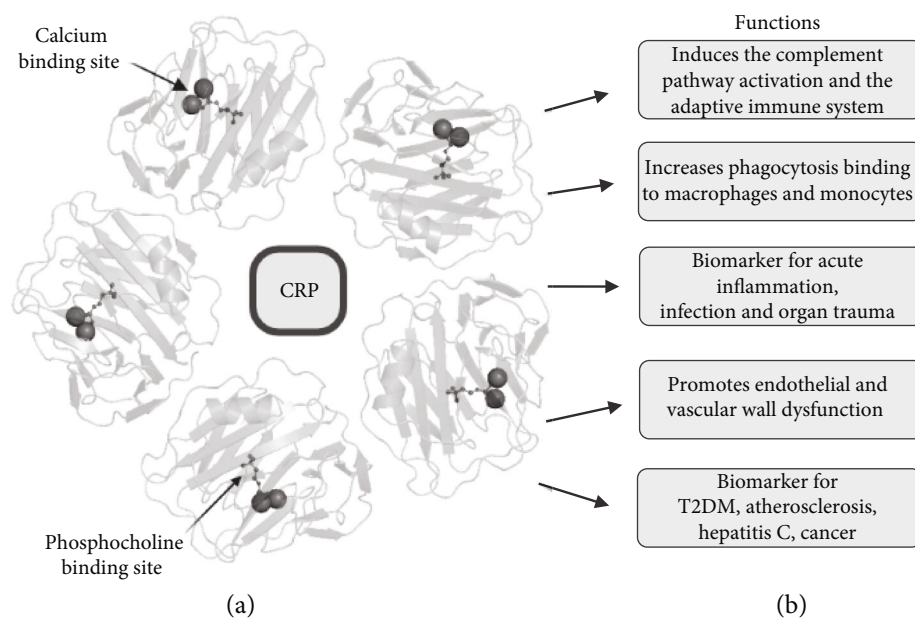 Calcium
binding site
CRP
Phosphocholine
binding site
(a)
Functions
Induces the complement
pathway activation and the
adaptive immune system
Increases phagocytosis binding
to macrophages and monocytes
Biomarker for acute
inflammation,
infection and organ trauma
Promotes endothelial and
vascular wall dysfunction
Biomarker for
T2DM, atherosclerosis,
hepatitis C, cancer
(b)